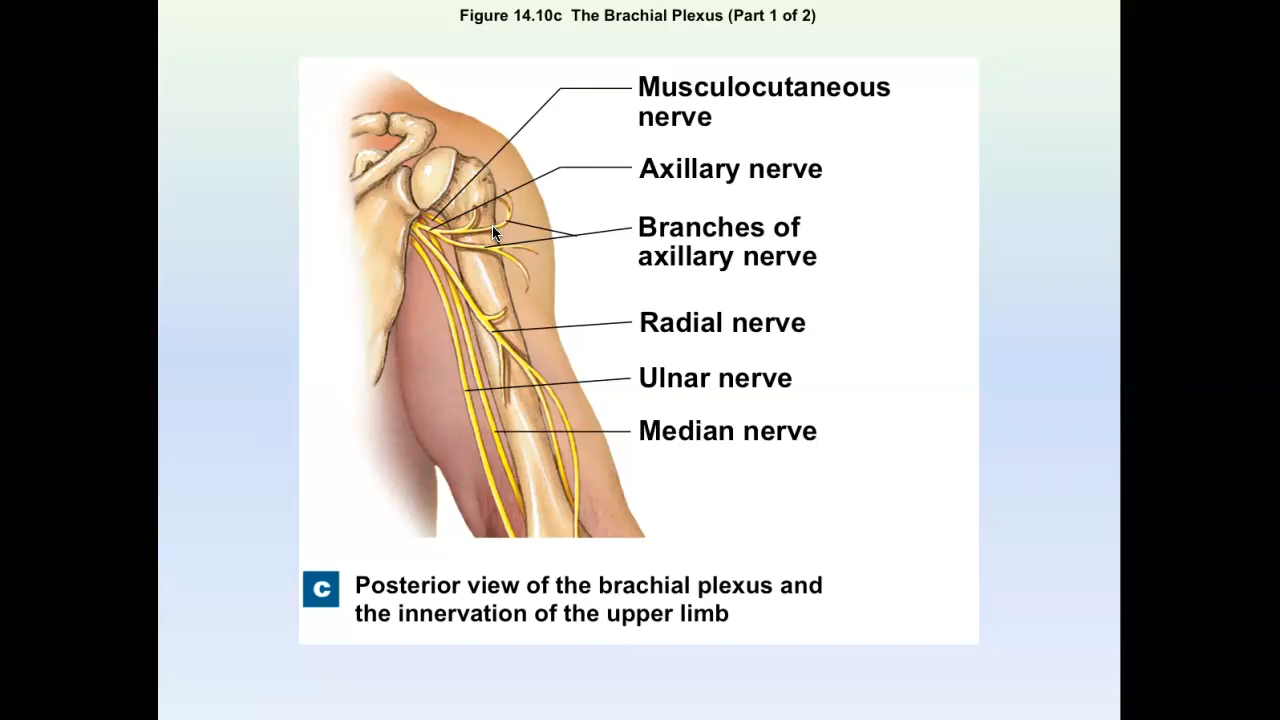 Figure 14.10c  The Brachial Plexus (Part 1 of 2)
Musculocutaneous
nerve
Axillary nerve
Branches of
axillary nerve
Radial nerve
Ulnar nerve
Median nerve
c
Posterior view of the brachial plexus and
the innervation of the upper limb